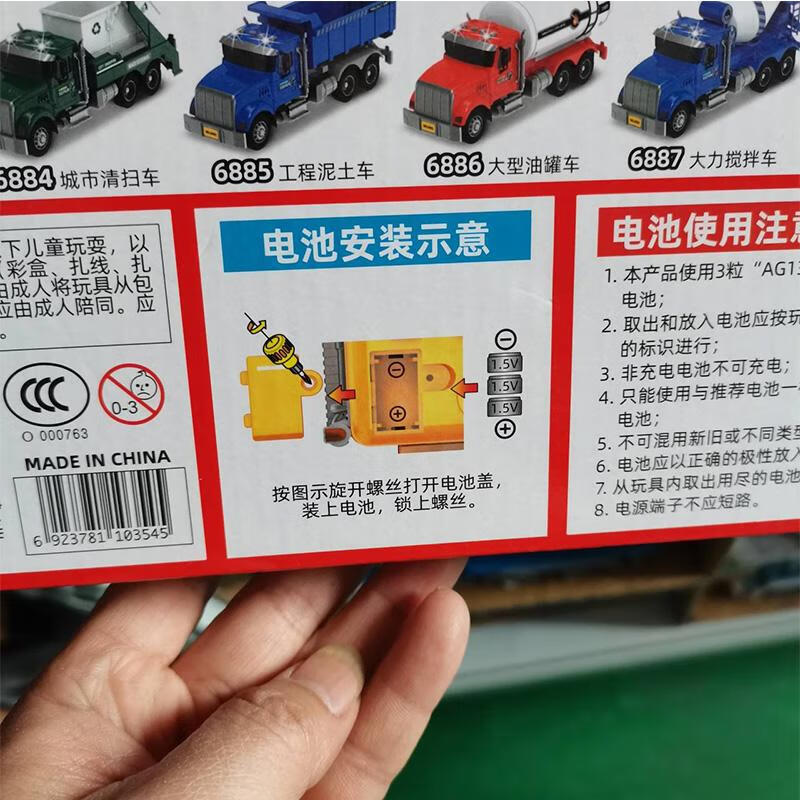 6884 城市清扫车
6885 工程泥土车
6886 大型油罐车
6887 大力搅拌车
下儿童玩耍，以
彩盒、扎线、扎
由成人将玩具从包
应由成人陪同。应
CCC
0-3
O 000763
MADE IN CHINA
6 923781 103545
电池安装示意
1.5V
1.5V
1.5V
按图示旋开螺丝打开电池盖，
装上电池，锁上螺丝。
电池使用注意
1. 本产品使用3粒“AG13
电池；
2. 取出和放入电池应按玩
的标识进行；
3. 非充电电池不可充电；
4. 只能使用与推荐电池一
电池；
5. 不可混用新旧或不同类型
6. 电池应以正确的极性放入
7. 从玩具内取出用尽的电池
8. 电源端子不应短路。